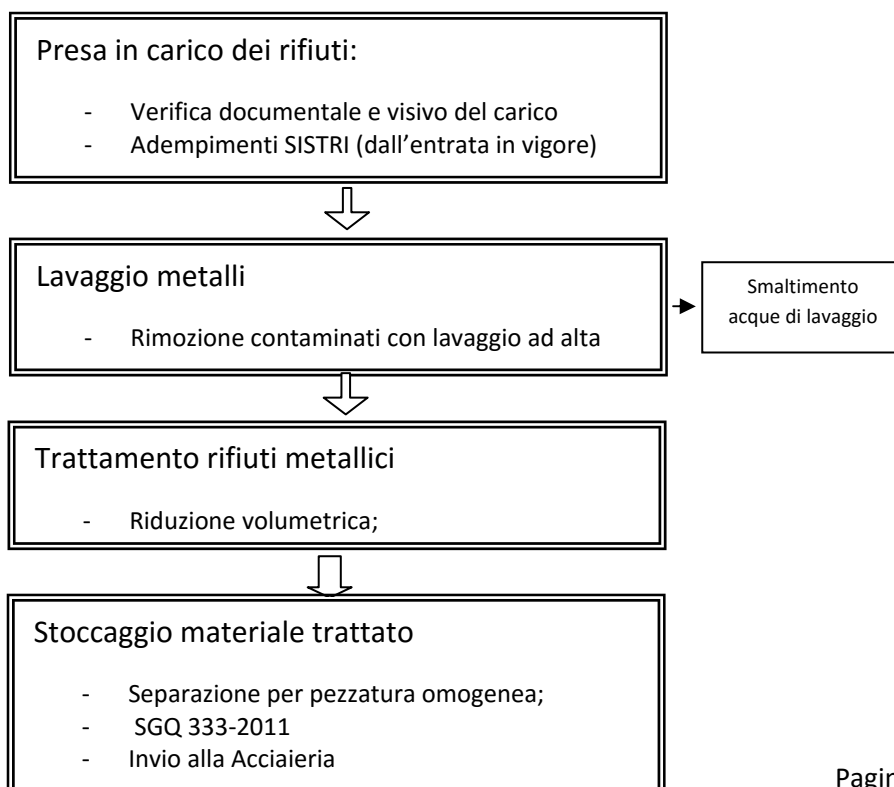 Presa in carico dei rifiuti:
- Verifica documentale e visivo del carico
- Adempimenti SISTRI (dall'entrata in vigore)
Lavaggio metalli
- Rimozione contaminati con lavaggio ad alta
Smaltimento
acque di lavaggio
Trattamento rifiuti metallici
- Riduzione volumetrica;
Stoccaggio materiale trattato
- Separazione per pezzatura omogenea;
- SGQ 333-2011
- Invio alla Acciaieria
Pagin